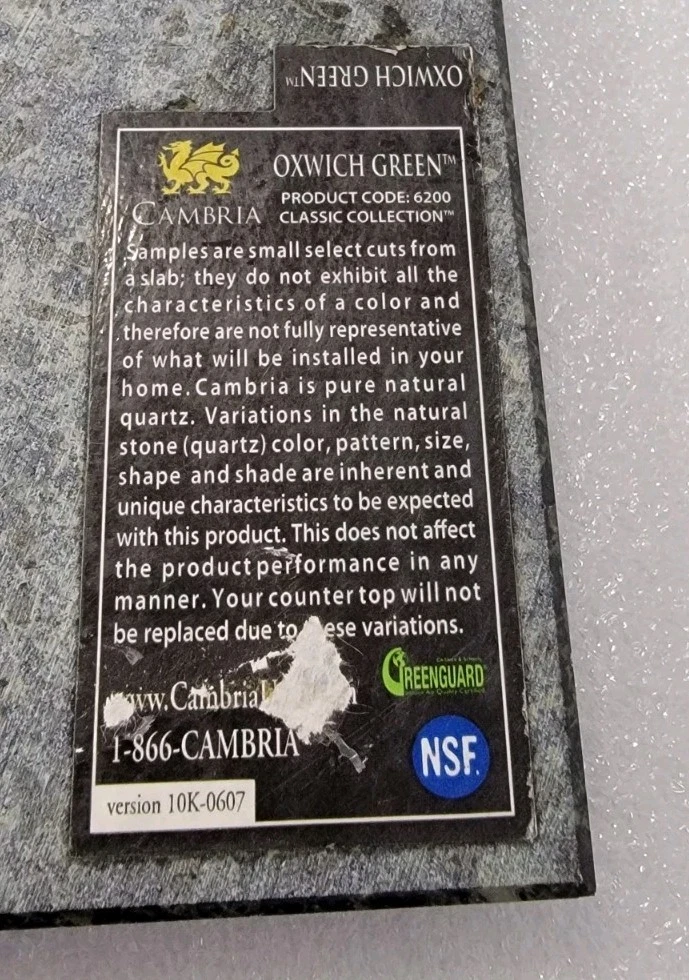 OXWICH GREEN™
OXWICH GREEN™
PRODUCT CODE: 6200
CAMBRIA CLASSIC COLLECTION™
Samples are small select cuts from
a slab; they do not exhibit all the
characteristics of a color and
therefore are not fully representative
of what will be installed in your
home. Cambria is pure natural
quartz. Variations in the natural
stone (quartz) color, pattern, size,
shape and shade are inherent and
unique characteristics to be expected
with this product. This does not affect
the product performance in any
manner. Your counter top will not
be replaced due to ese variations.
www.Cambria
GREENGUARD
1-866-CAMBRIA
NSF.
version 10K-0607